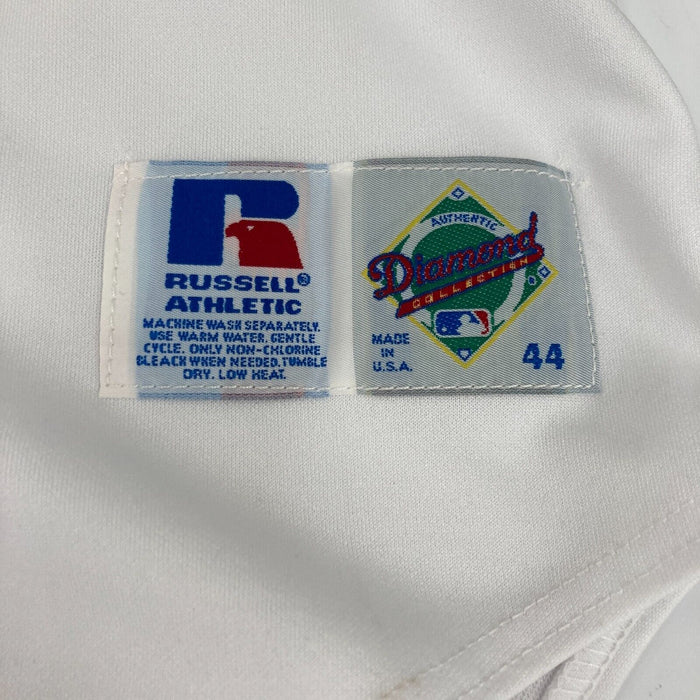 RUSSELL®
ATHLETIC
MACHINE WASH SEPARATELY.
USE WARM WATER. GENTLE
CYCLE. ONLY NON-CHLORINE
BLEACH WHEN NEEDED. TUMBLE
DRY. LOW HEAT.
AUTHENTIC
Diamond
COLLECTION
MADE
IN
U.S.A.
44